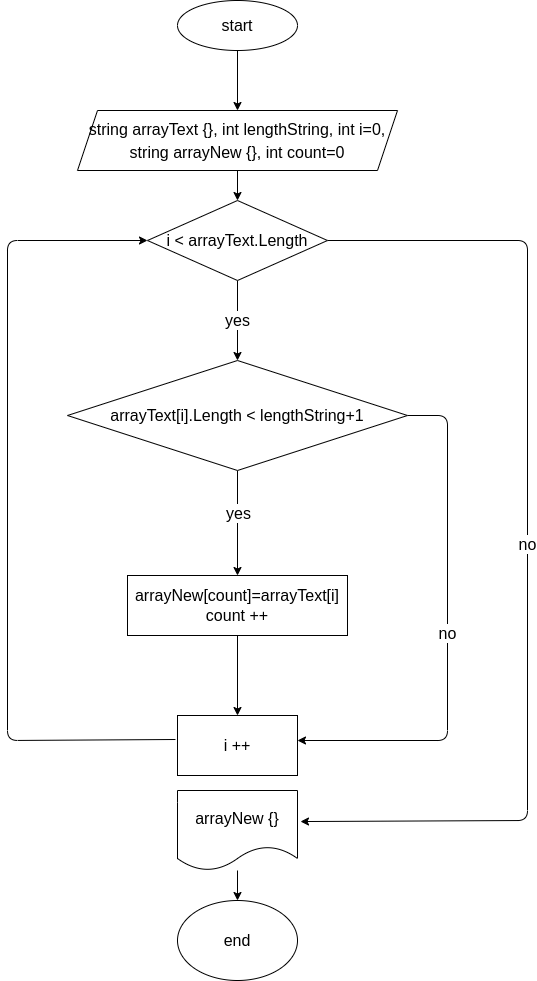 start
string arrayText {}, int lengthString, int i=0,
string arrayNew {}, int count=0
i < arrayText.Length
yes
arrayText[i].Length < lengthString+1
yes
no
arrayNew[count]=arrayText[i]
count ++
no
i ++
arrayNew {}
end